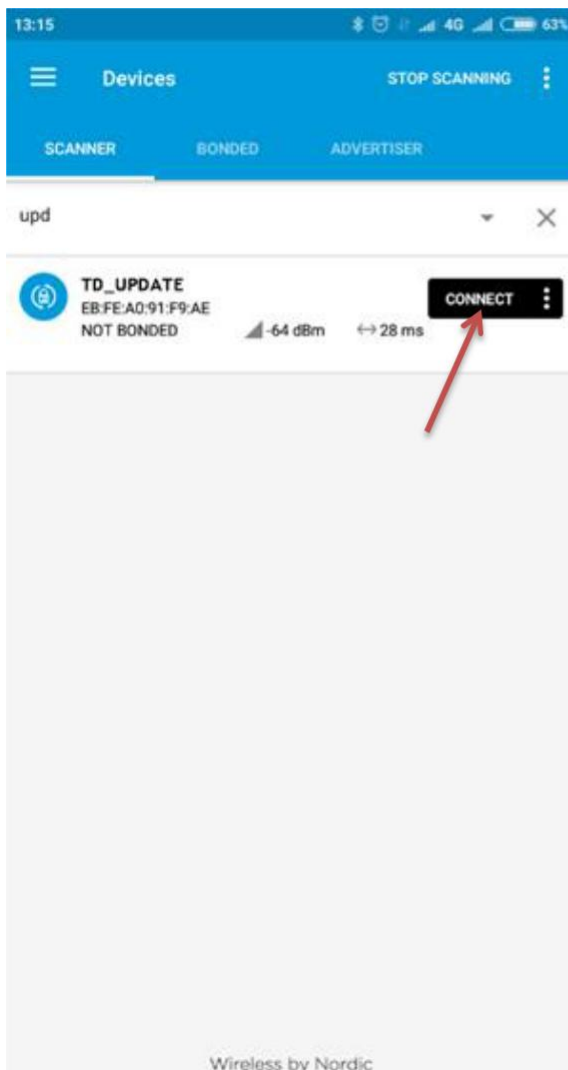 13:15 4G 63%
Devices STOP SCANNING
SCANNER BONDED ADVERTISER
upd
TD_UPDATE
EB:FE:A0:91:F9:AE
CONNECT
NOT BONDED -64 dBm 28 ms
Wireless by Nordic